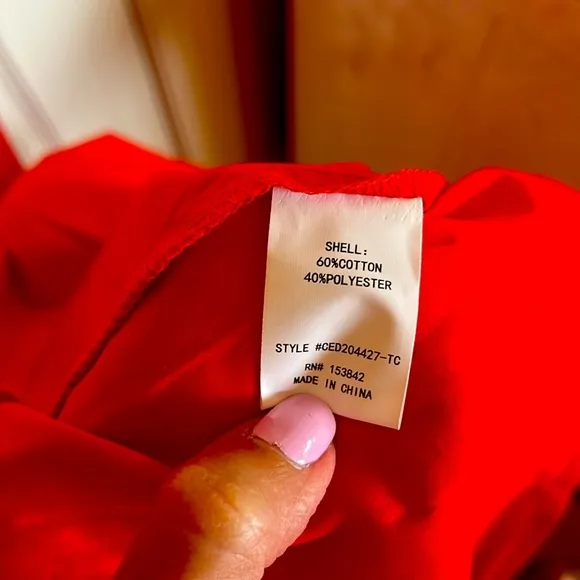 SHELL:
60%COTTON
40%POLYESTER
STYLE #CED204427-TC
RN# 153842
MADE IN CHINA